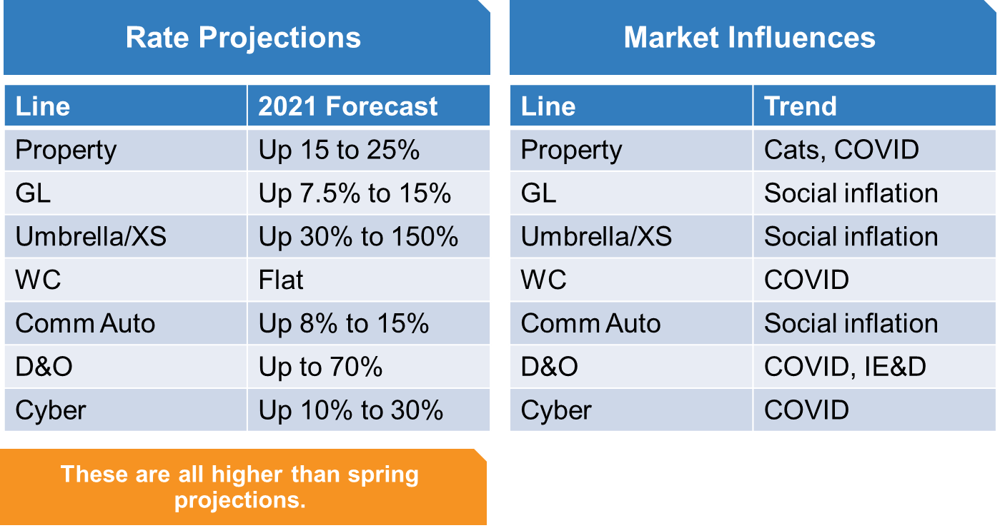 Rate Projections
Line 2021 Forecast
Property Up 15 to 25%
GL Up 7.5% to 15%
Umbrella/XS Up 30% to 150%
WC Flat
Comm Auto Up 8% to 15%
D&O Up to 70%
Cyber Up 10% to 30%
These are all higher than spring
projections.
Market Influences
Line Trend
Property Cats, COVID
GL Social inflation
Umbrella/XS Social inflation
WC COVID
Comm Auto Social inflation
D&O COVID, IE&D
Cyber COVID